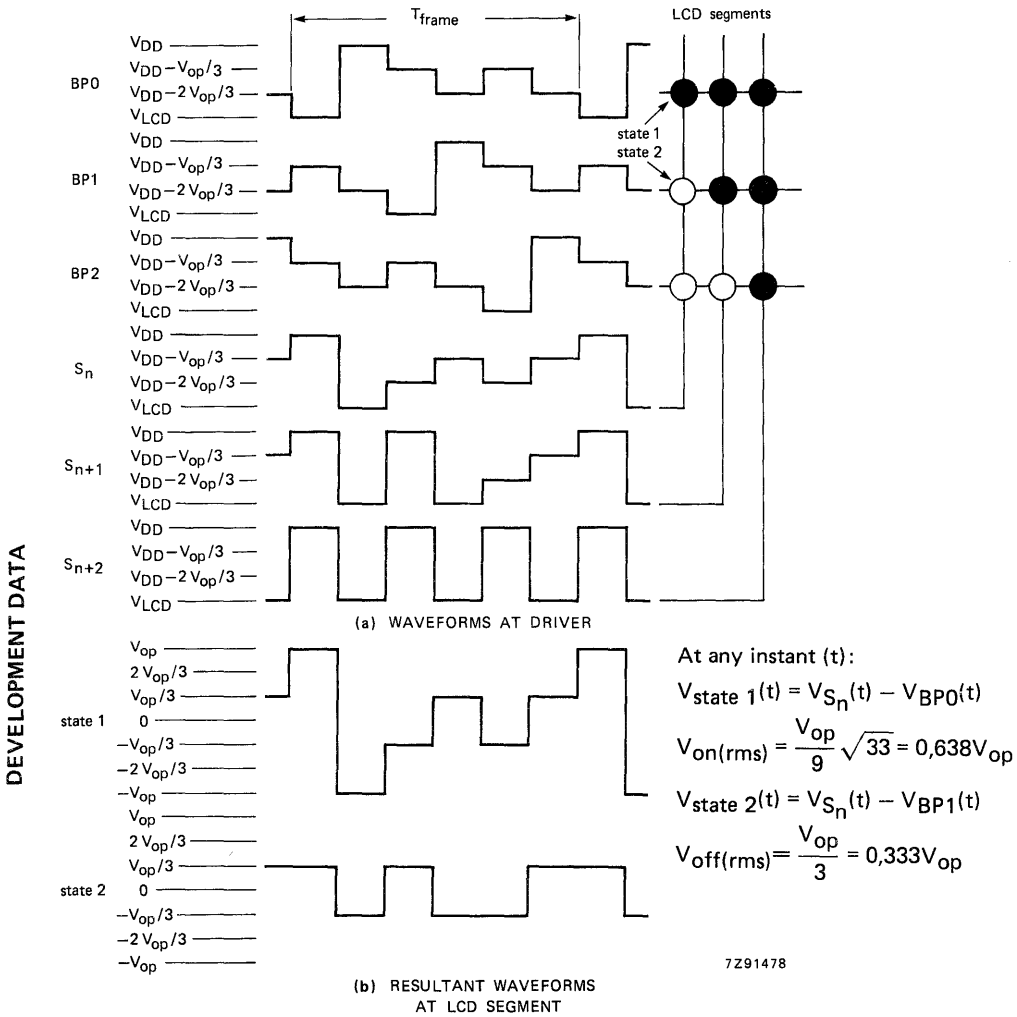 T_frame
LCD segments
BP0
V_DD
V_DD−V_op/3
V_DD−2 V_op/3
V_LCD
state 1
state 2
BP1
V_DD
V_DD−V_op/3
V_DD−2 V_op/3
V_LCD
BP2
V_DD
V_DD−V_op/3
V_DD−2 V_op/3
V_LCD
S_n
V_DD
V_DD−V_op/3
V_DD−2 V_op/3
V_LCD
S_n+1
V_DD
V_DD−V_op/3
V_DD−2 V_op/3
V_LCD
S_n+2
V_DD
V_DD−V_op/3
V_DD−2 V_op/3
V_LCD
(a) WAVEFORMS AT DRIVER
DEVELOPMENT DATA
state 1
V_op
2 V_op/3
V_op/3
0
−V_op/3
−2 V_op/3
−V_op
state 2
V_op
2 V_op/3
V_op/3
0
−V_op/3
−2 V_op/3
−V_op
At any instant (t):
V_state 1(t) = V_Sn(t) − V_BP0(t)
V_on(rms) = V_op/9 √33 = 0,638V_op
V_state 2(t) = V_Sn(t) − V_BP1(t)
V_off(rms) = V_op/3 = 0,333V_op
7Z91478
(b) RESULTANT WAVEFORMS
AT LCD SEGMENT